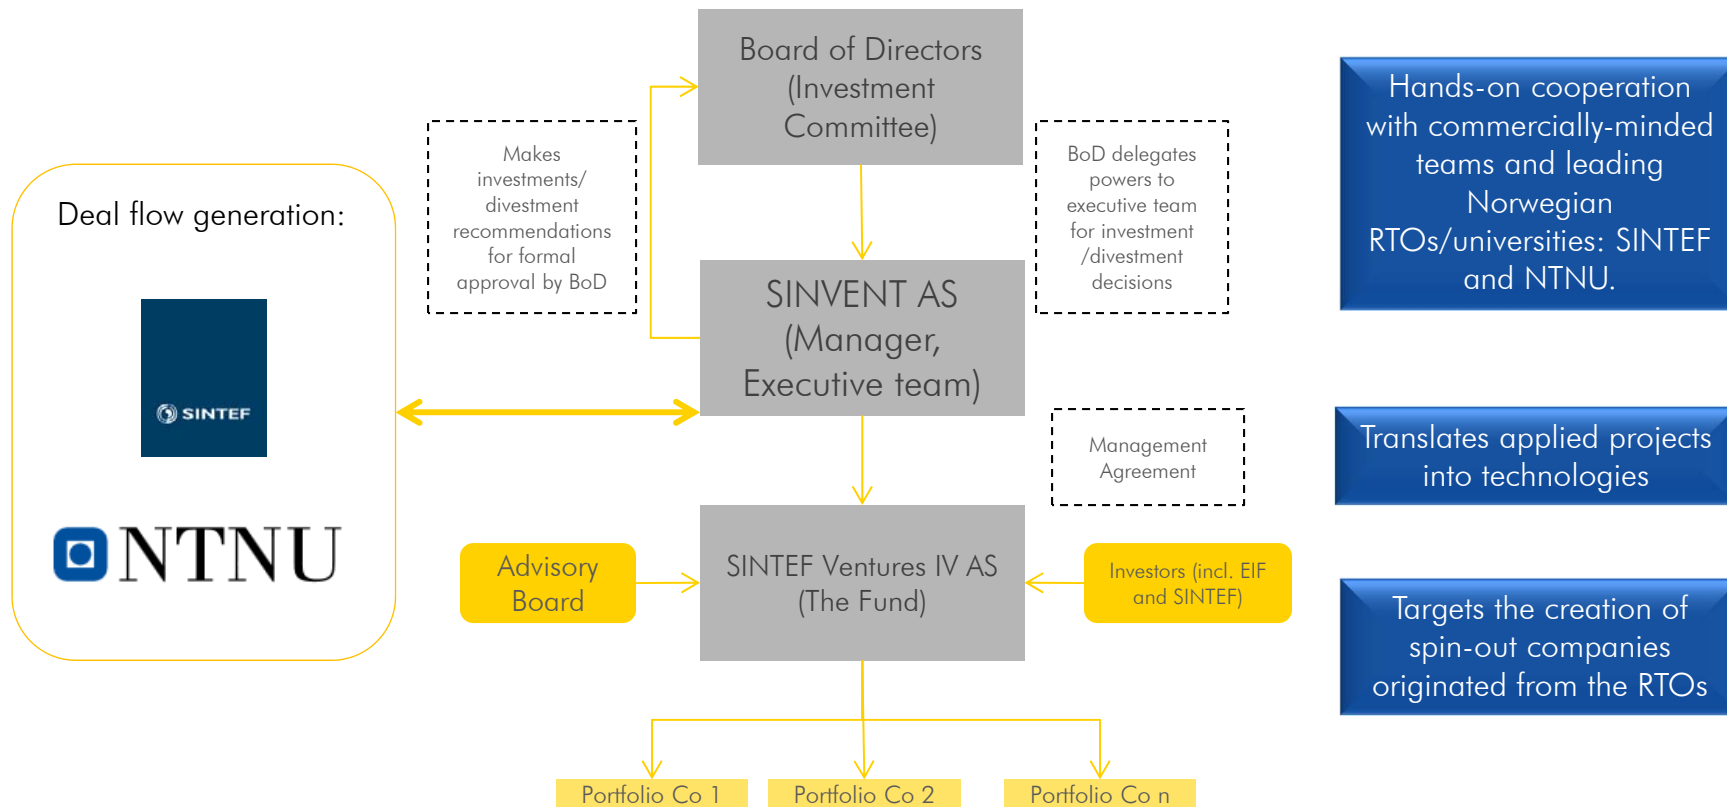 Board of Directors
(Investment
Committee)
Makes
investments/
divestment
recommendations
for formal
approval by BoD
BoD delegates
powers to
executive team
for investment
/divestment
decisions
Hands-on cooperation
with commercially-minded
teams and leading
Norwegian
RTOs/universities: SINTEF
and NTNU.
Deal flow generation:
SINTEF
NTNU
SINVENT AS
(Manager,
Executive team)
Management
Agreement
Translates applied projects
into technologies
Advisory
Board
SINTEF Ventures IV AS
(The Fund)
Investors (incl. EIF
and SINTEF)
Targets the creation of
spin-out companies
originated from the RTOs
Portfolio Co 1
Portfolio Co 2
Portfolio Co n